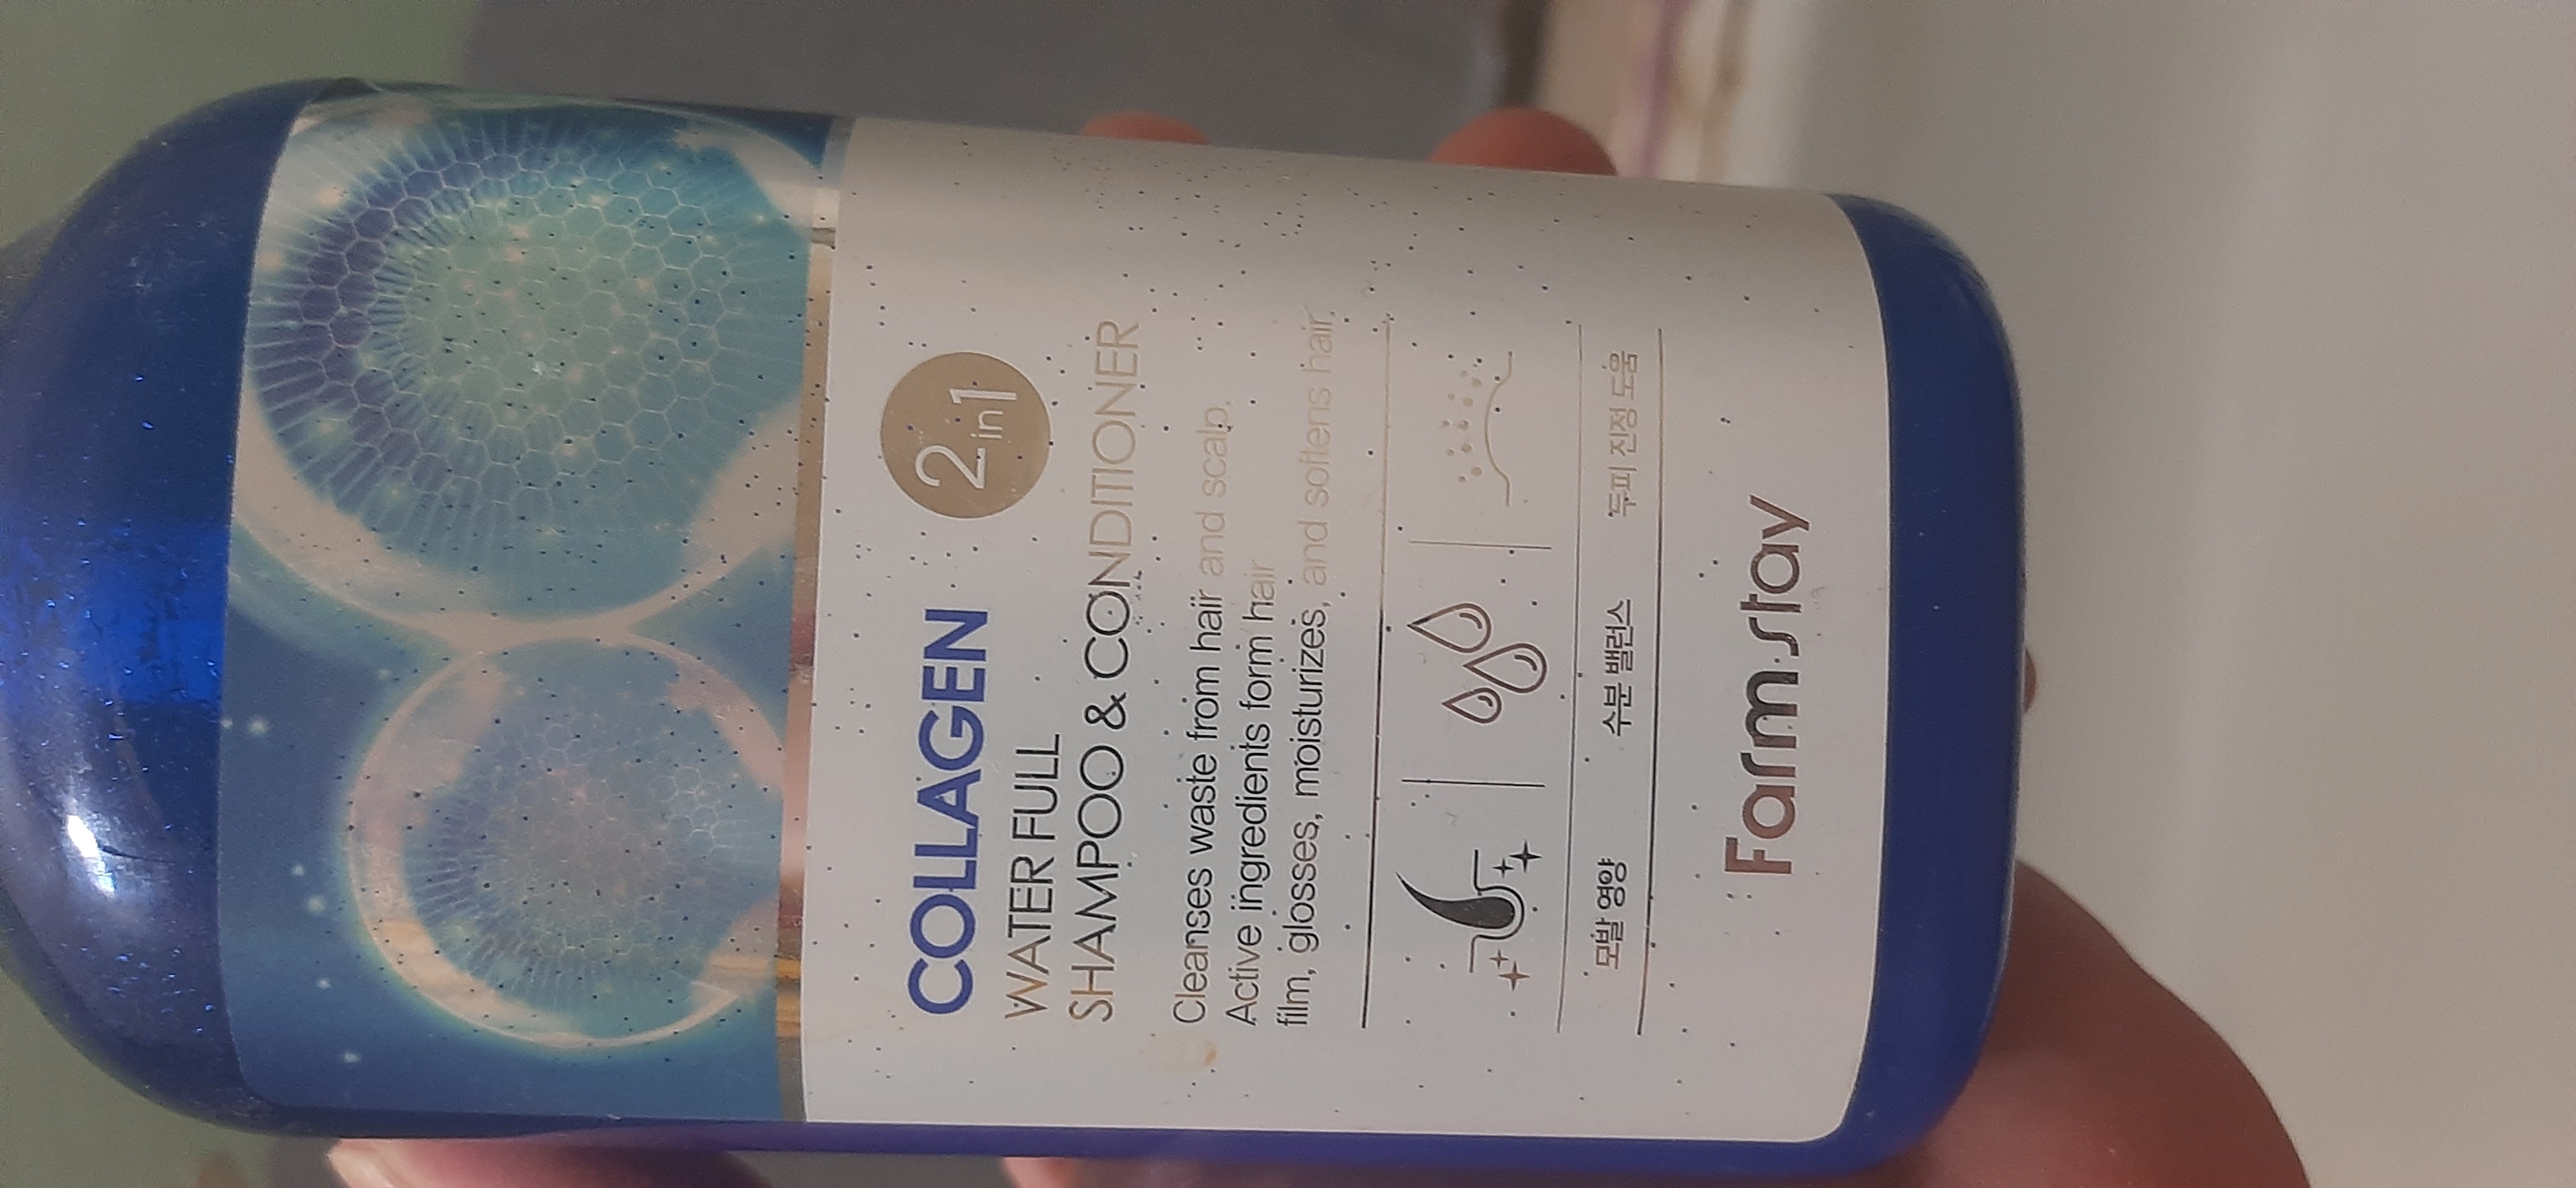 COLLAGEN
2 in 1
WATER FULL
SHAMPOO & CONDITIONER
Cleanses waste from hair and scalp.
Active ingredients form hair
film, glosses, moisturizes, and softens hair.
모발 영양
수분 밸런스
두피 진정 도움
Farmstay